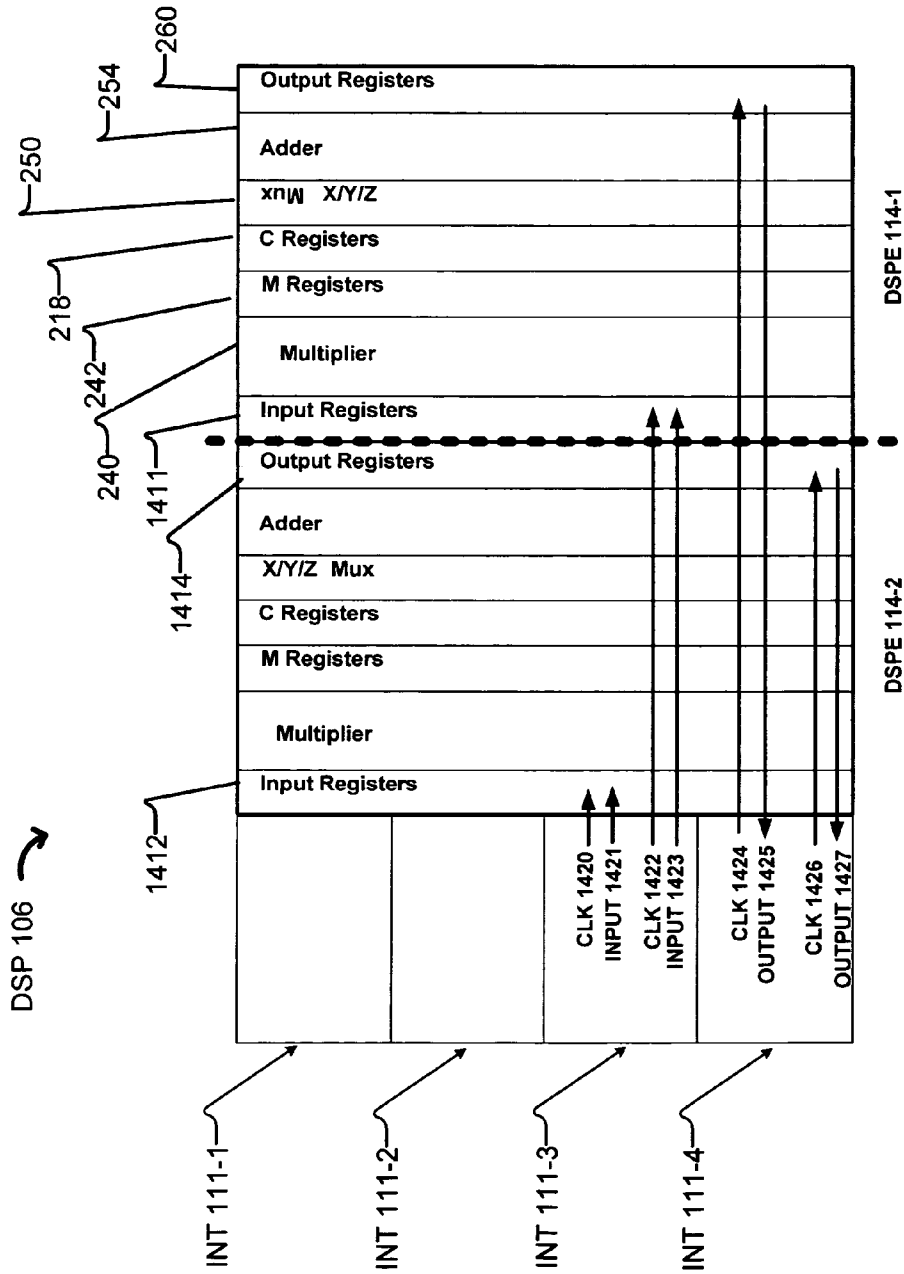 DSP 106
260
254
250
218
242
240
1411
1414
1412
Output Registers
Adder
X/Y/Z Mux
C Registers
M Registers
Multiplier
Input Registers
Output Registers
Adder
X/Y/Z Mux
C Registers
M Registers
Multiplier
Input Registers
DSPE 114-1
DSPE 114-2
CLK 1420
INPUT 1421
CLK 1422
INPUT 1423
CLK 1424
OUTPUT 1425
CLK 1426
OUTPUT 1427
INT 111-1
INT 111-2
INT 111-3
INT 111-4